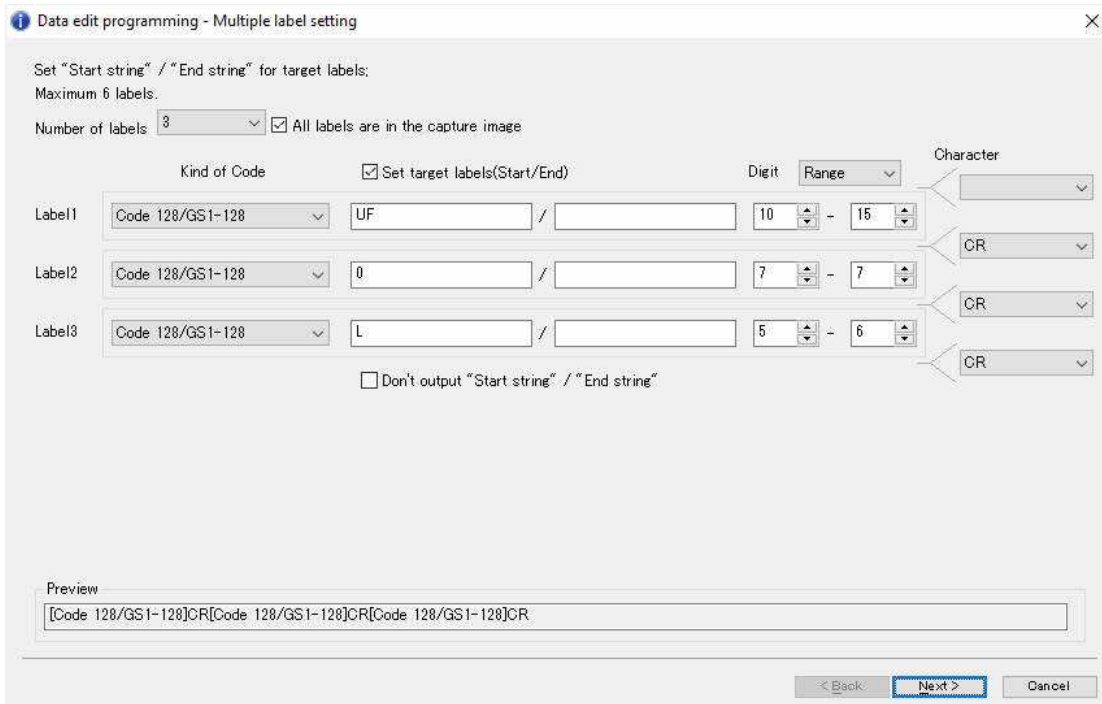 Data edit programming - Multiple label setting
Set "Start string" / "End string" for target labels;
Maximum 6 labels.
Number of labels 3 All labels are in the capture image
Kind of Code Set target labels(Start/End) Digit Range Character
Label1 Code 128/GS1-128 UF / 10 - 15
CR
Label2 Code 128/GS1-128 0 / 7 - 7
CR
Label3 Code 128/GS1-128 L / 5 - 6
CR
Don't output "Start string" / "End string"
Preview
[Code 128/GS1-128]CR[Code 128/GS1-128]CR[Code 128/GS1-128]CR
< Back Next > Cancel